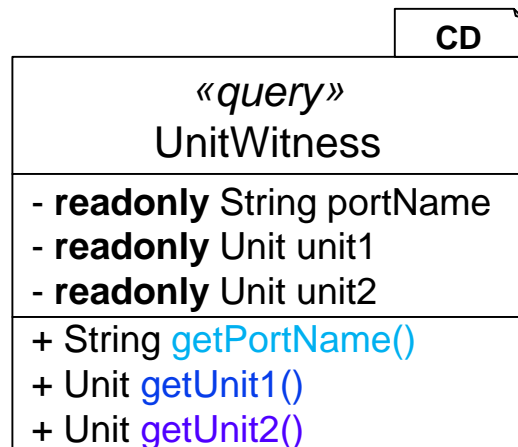 CD
«query»
UnitWitness
- readonly String portName
- readonly Unit unit1
- readonly Unit unit2
+ String getPortName()
+ Unit getUnit1()
+ Unit getUnit2()